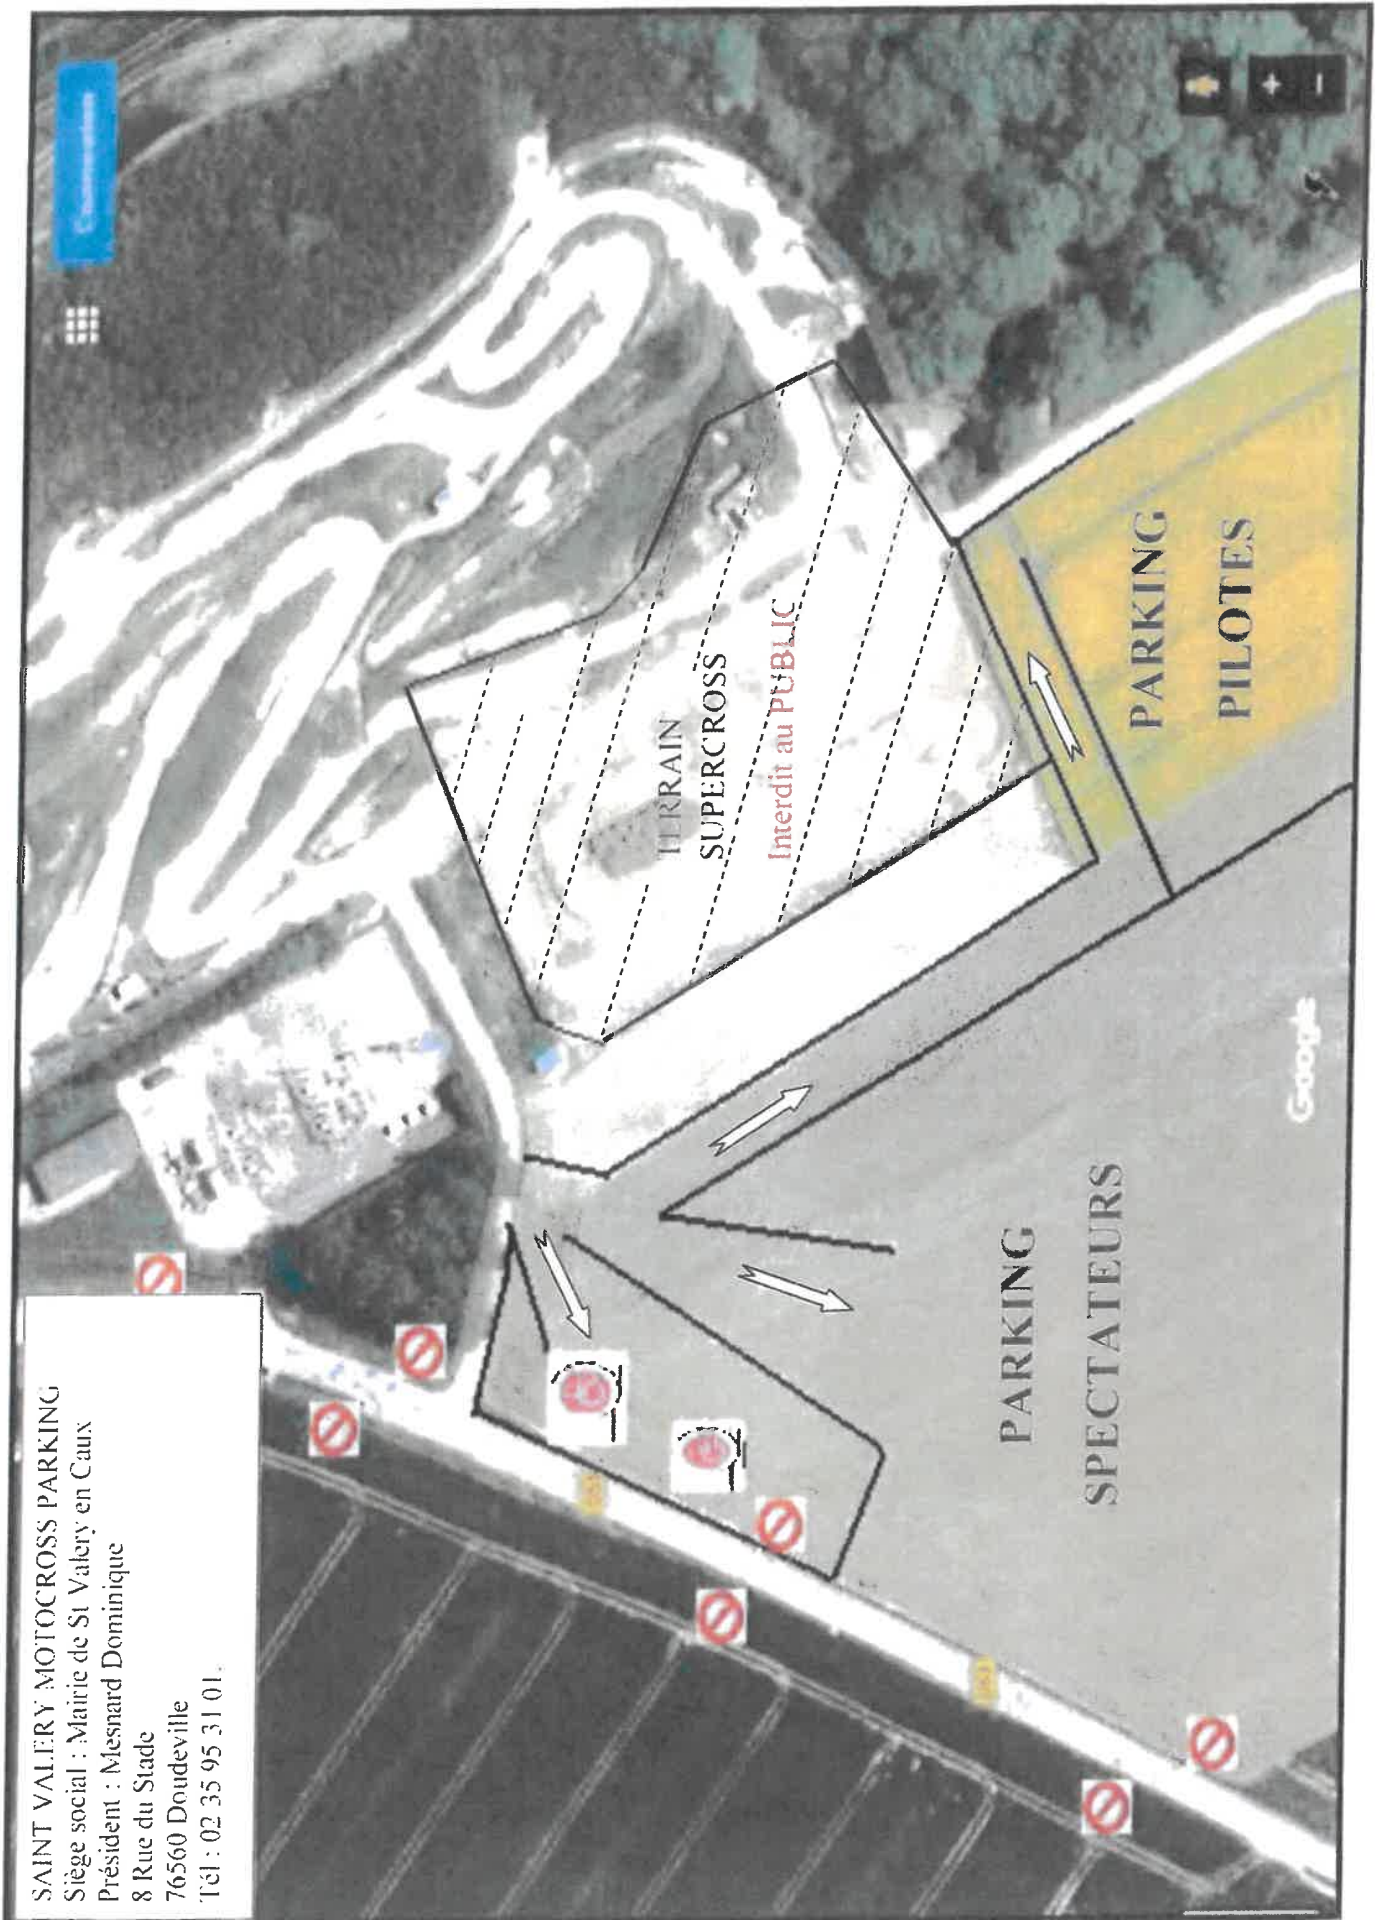 SAINT VALERY MOTOCROSS PARKING
Siège social : Mairie de St Valery en Caux
Président : Mesnard Dominique
8 Rue du Stade
76560 Doudeville
Tél : 02 35 95 31 01.
Connexion
TERRAIN
SUPERCROSS
Interdit au PUBLIC
PARKING
PILOTES
PARKING
SPECTATEURS
Google